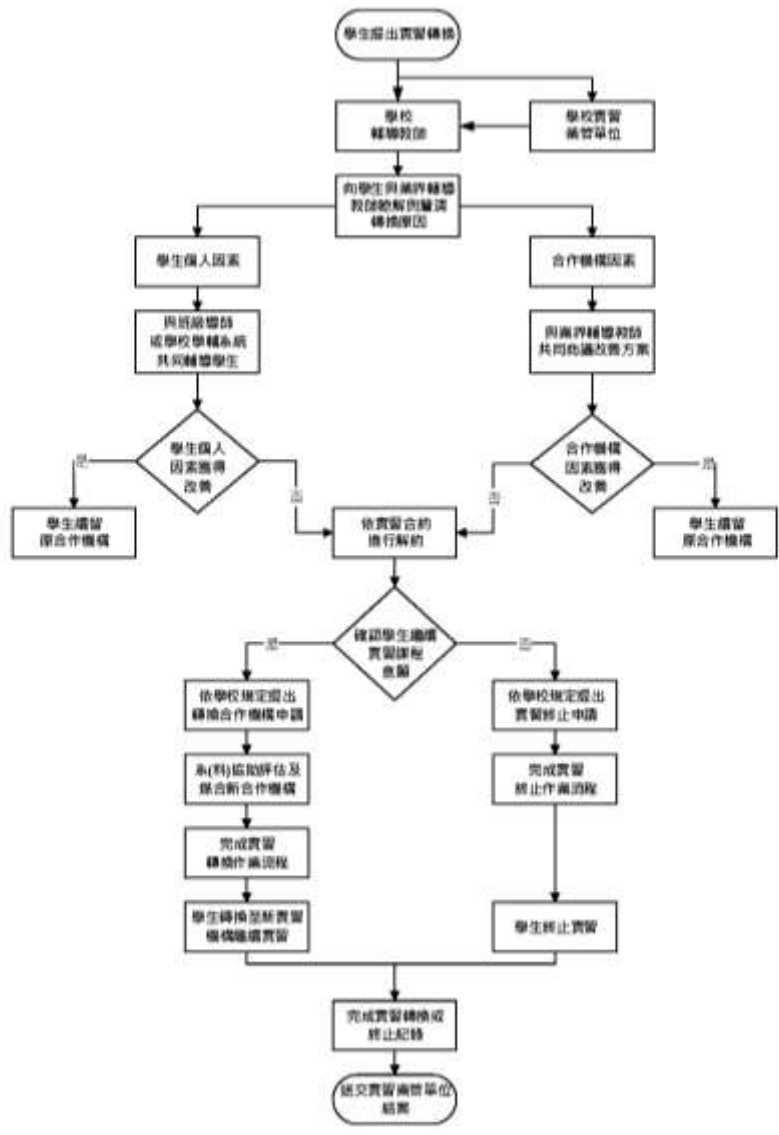 學生提出實習轉換
學校
輔導教師
學校實習
業管單位
向學生與業界輔導
教師瞭解與釐清
轉換原因
學生個人因素
合作機構因素
與班級導師
或學校學輔系統
共同輔導學生
與業界輔導教師
共同商議改善方案
學生個人
因素獲得
改善
合作機構
因素獲得
改善
是
否
否
是
學生續留
原合作機構
依實習合約
進行解約
學生續留
原合作機構
確認學生繼續
實習課程
意願
是
否
依學校規定提出
轉換合作機構申請
依學校規定提出
實習終止申請
系(科)協助評估及
媒合新合作機構
完成實習
終止作業流程
完成實習
轉換作業流程
學生轉換至新實習
機構繼續實習
學生終止實習
完成實習轉換或
終止紀錄
送交實習業管單位
結案